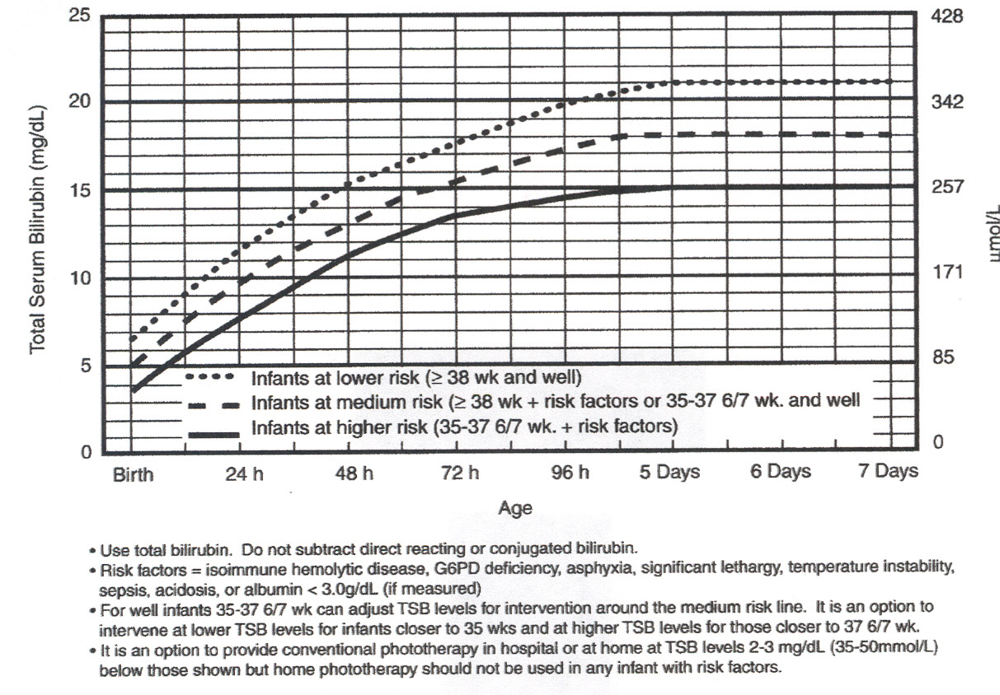 25
20
15
10
5
0
428
342
257
171
85
0
Total Serum Bilirubin (mg/dL)
µmol/L
Infants at lower risk (≥ 38 wk and well)
Infants at medium risk (≥ 38 wk + risk factors or 35-37 6/7 wk. and well
Infants at higher risk (35-37 6/7 wk. + risk factors)
Birth 24 h 48 h 72 h 96 h 5 Days 6 Days 7 Days
Age
• Use total bilirubin. Do not subtract direct reacting or conjugated bilirubin.
• Risk factors = isoimmune hemolytic disease, G6PD deficiency, asphyxia, significant lethargy, temperature instability,
sepsis, acidosis, or albumin < 3.0g/dL (if measured)
• For well infants 35-37 6/7 wk can adjust TSB levels for intervention around the medium risk line. It is an option to
intervene at lower TSB levels for infants closer to 35 wks and at higher TSB levels for those closer to 37 6/7 wk.
• It is an option to provide conventional phototherapy in hospital or at home at TSB levels 2-3 mg/dL (35-50mmol/L)
below those shown but home phototherapy should not be used in any infant with risk factors.